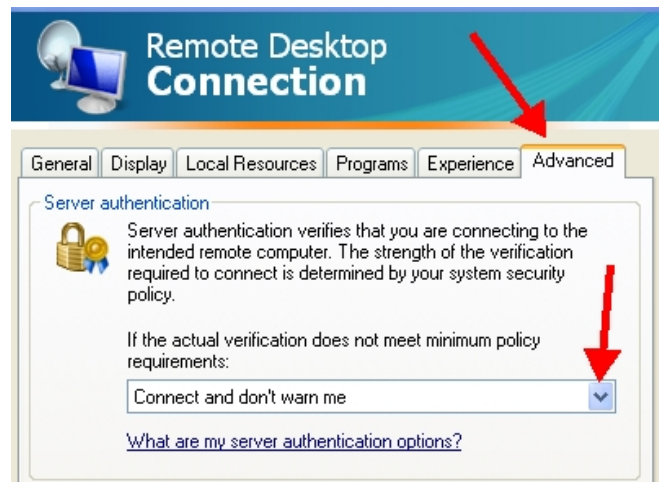 Remote Desktop
Connection
General Display Local Resources Programs Experience Advanced
Server authentication
Server authentication verifies that you are connecting to the
intended remote computer. The strength of the verification
required to connect is determined by your system security
policy.
If the actual verification does not meet minimum policy
requirements:
Connect and don't warn me
What are my server authentication options?